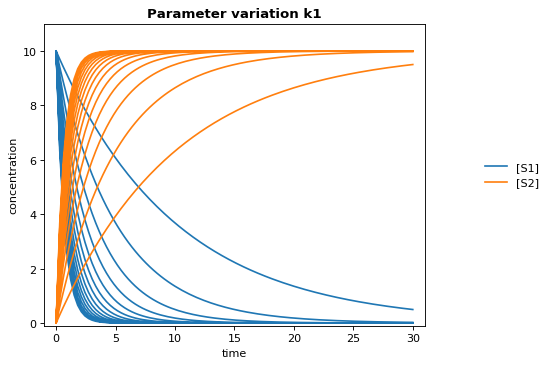 Parameter variation k1
concentration
10
8
6
4
2
0
0 5 10 15 20 25 30
time
[S1]
[S2]